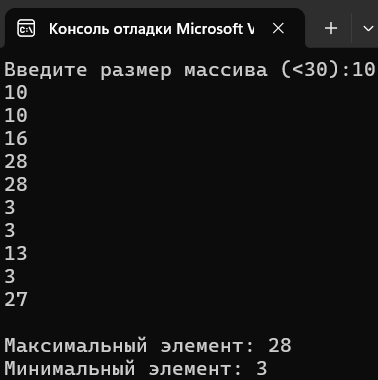 Консоль отладки Microsoft V
Введите размер массива (<30):10
10
10
16
28
28
3
3
13
3
27
Максимальный элемент: 28
Минимальный элемент: 3